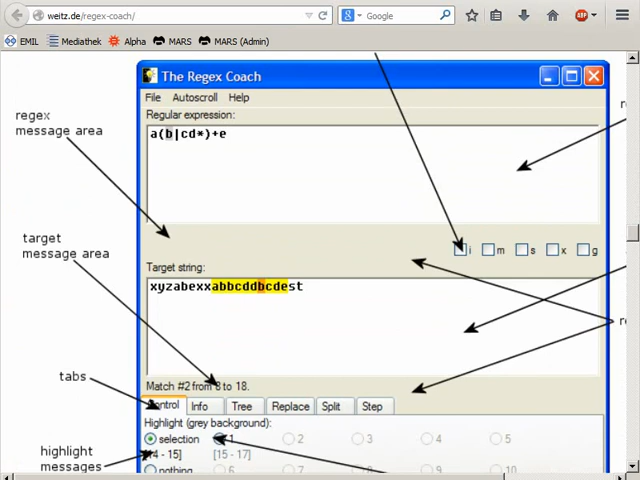 weitz.de/regex-coach/
Google
EMIL Mediathek Alpha MARS MARS (Admin)
The Regex Coach
File Autoscroll Help
Regular expression:
regex
message area
a(b|cd*)+e
i m s x g
target
message area
Target string:
xyzabexxabbcddbcdest
Match #2 from 8 to 18.
tabs
Control Info Tree Replace Split Step
Highlight (grey background):
selection 1 2 3 4 5
highlight
messages
[14 - 15] [15 - 17]
nothing 6 7 8 9